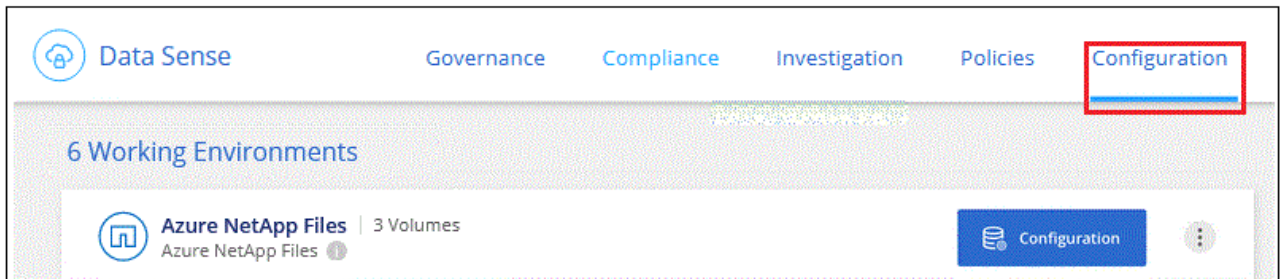 Data Sense Governance Compliance Investigation Policies Configuration
6 Working Environments
Azure NetApp Files | 3 Volumes
Azure NetApp Files
Configuration